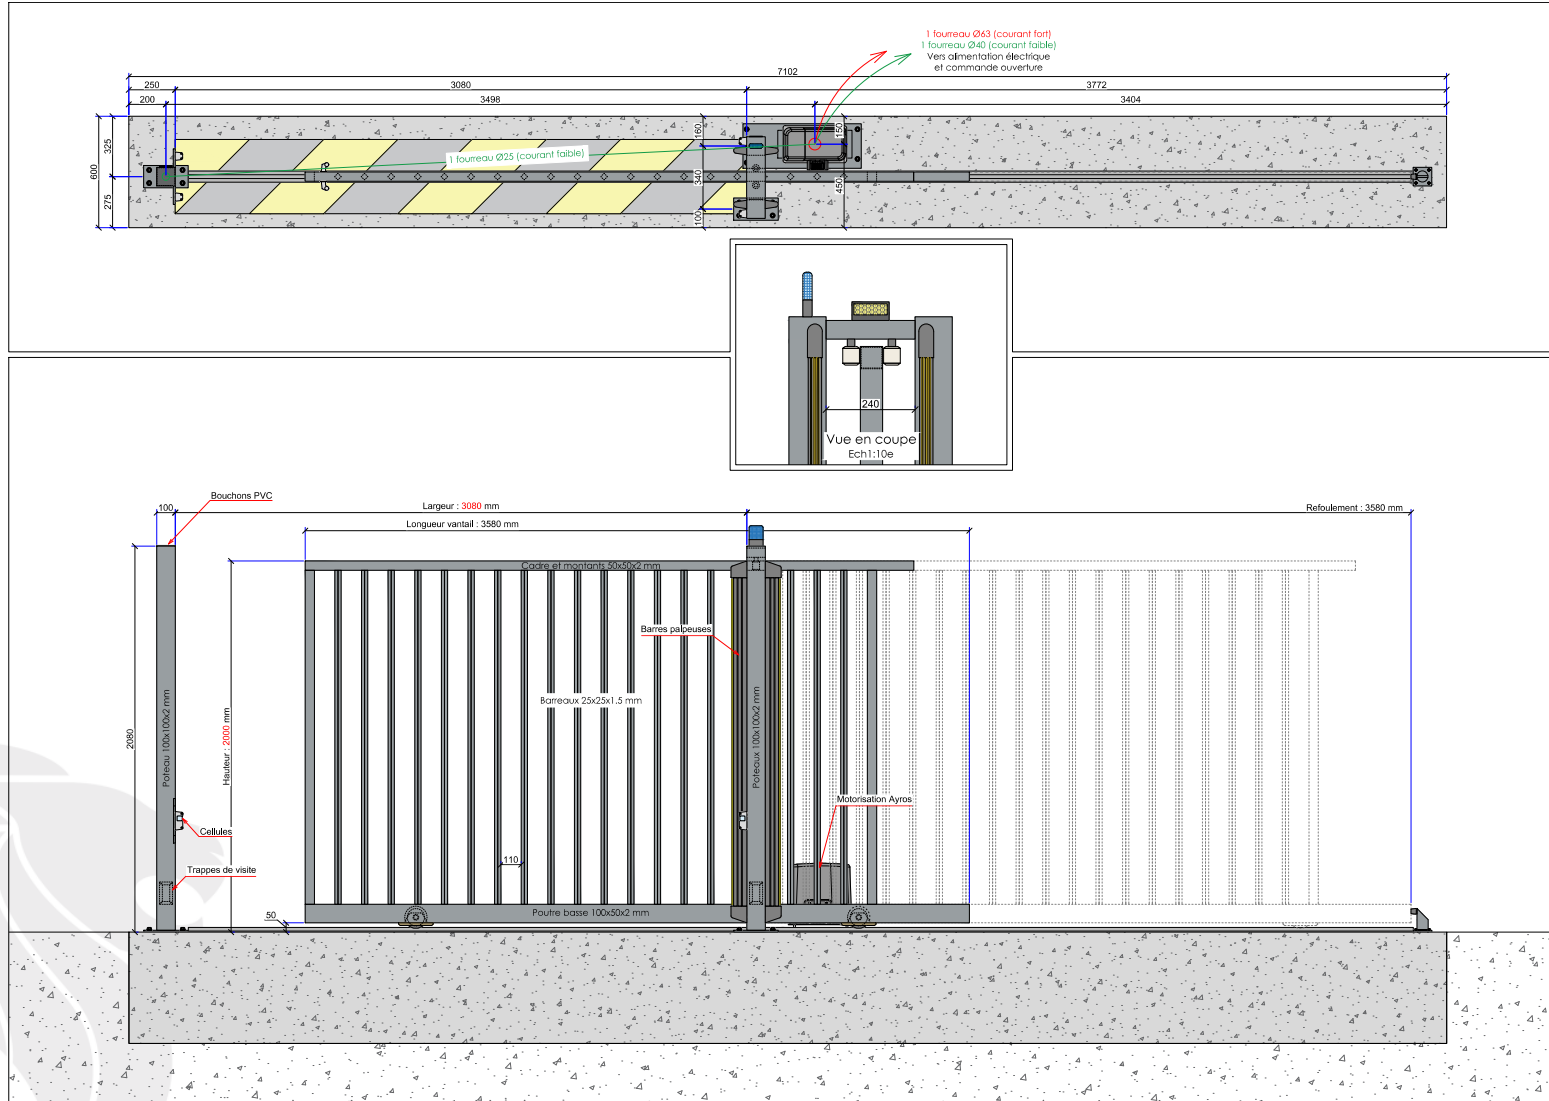 1 fourreau Ø63 (courant fort)
1 fourreau Ø40 (courant faible)
Vers alimentation électrique
et commande ouverture
7102
250
3080
3772
200
3498
3404
600
325
275
1 fourreau Ø25 (courant faible)
160
340
100
150
450
240
Vue en coupe
Ech1:10e
Bouchons PVC
100
Largeur : 3080 mm
Refoulement : 3580 mm
Longueur vantail : 3580 mm
Cadre et montants 50x50x2 mm
Barres palpeuses
Barreaux 25x25x1.5 mm
Poteau 100x100x2 mm
Poteaux 100x100x2 mm
2080
Hauteur : 2000 mm
Motorisation Ayros
Cellules
110
Trappes de visite
50
Poutre basse 100x50x2 mm